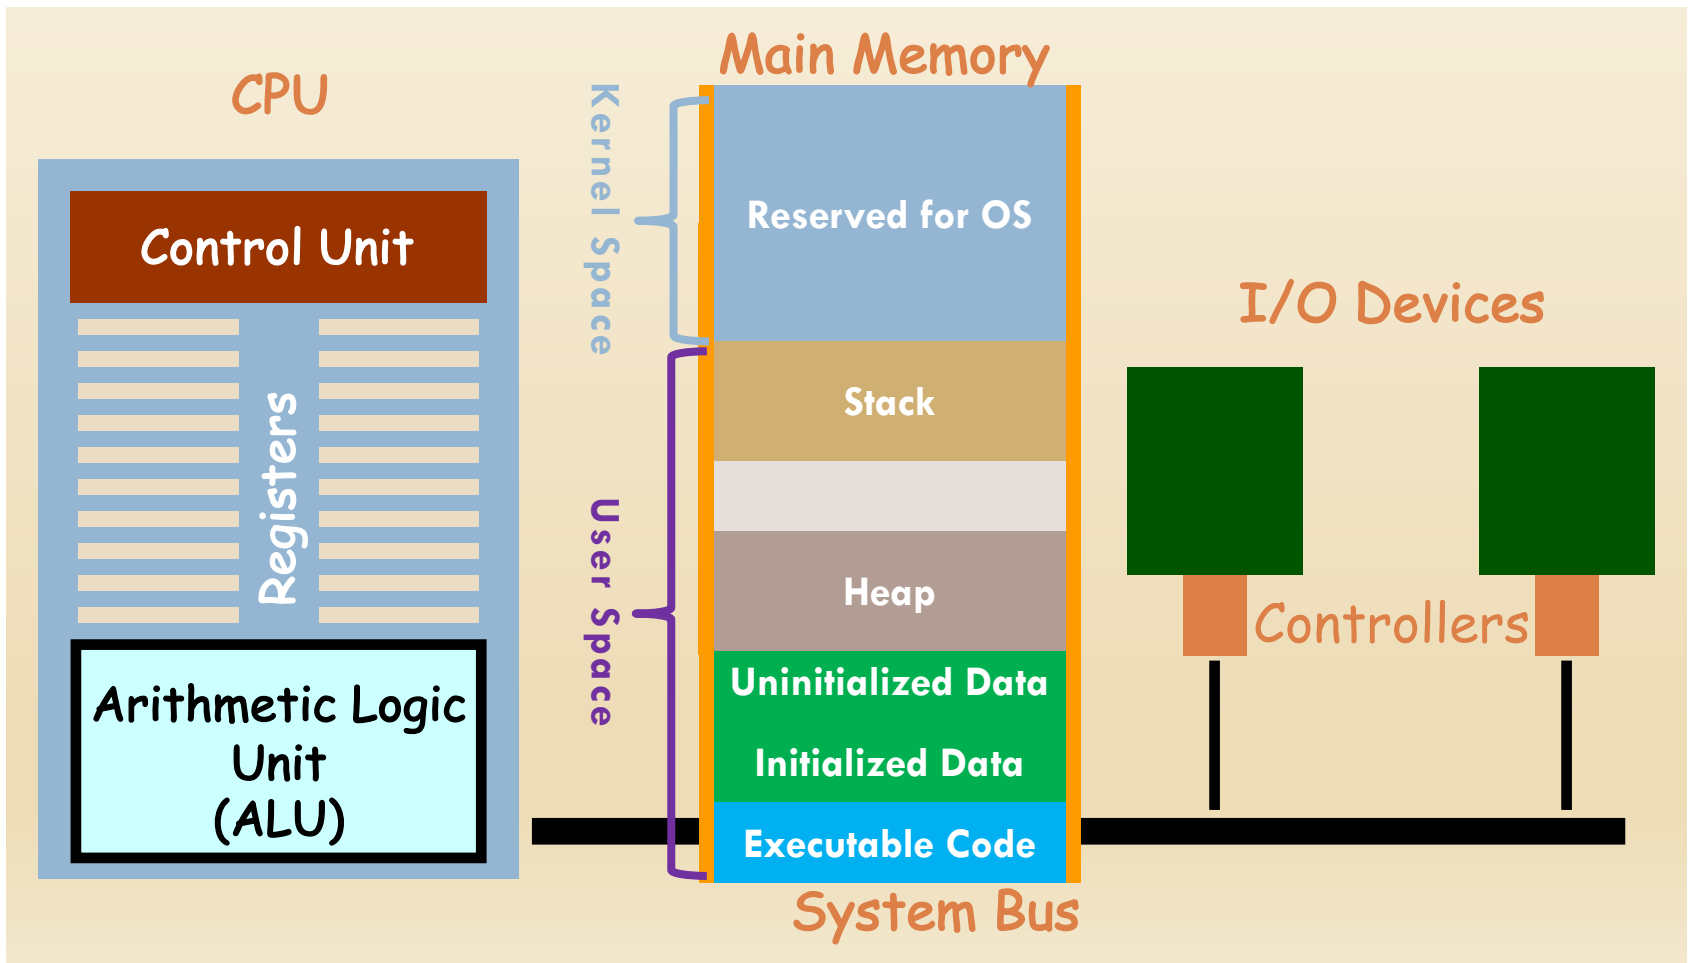 CPU
Control Unit
Registers
Arithmetic Logic
Unit
(ALU)
Main Memory
Kernel Space
User Space
Reserved for OS
Stack
Heap
Uninitialized Data
Initialized Data
Executable Code
System Bus
I/O Devices
Controllers